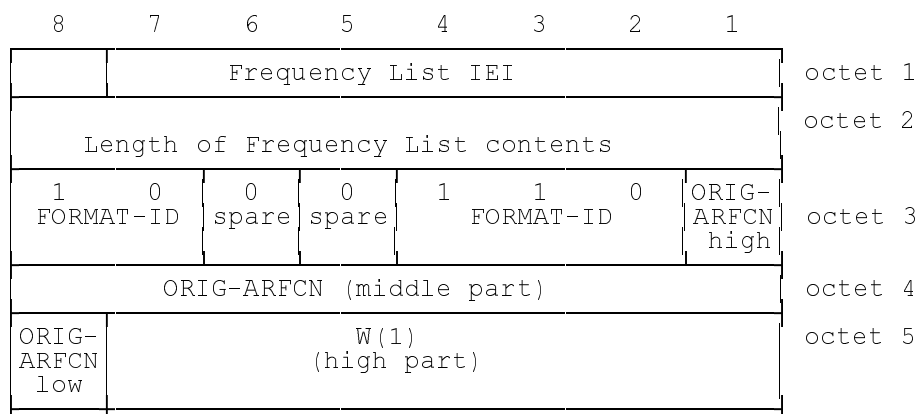 8 7 6 5 4 3 2 1
Frequency List IEI octet 1
octet 2
Length of Frequency List contents
1 0 0 0 1 1 0 ORIG-
FORMAT-ID spare spare FORMAT-ID ARFCN octet 3
high
ORIG-ARFCN (middle part) octet 4
ORIG- W(1) octet 5
ARFCN (high part)
low